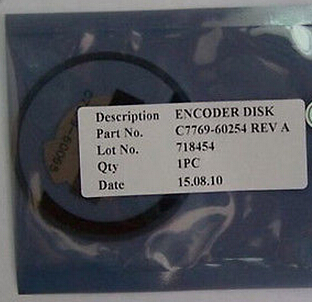 Description ENCODER DISK
Part No. C7769-60254 REV A
Lot No. 718454
Qty 1PC
Date 15.08.10